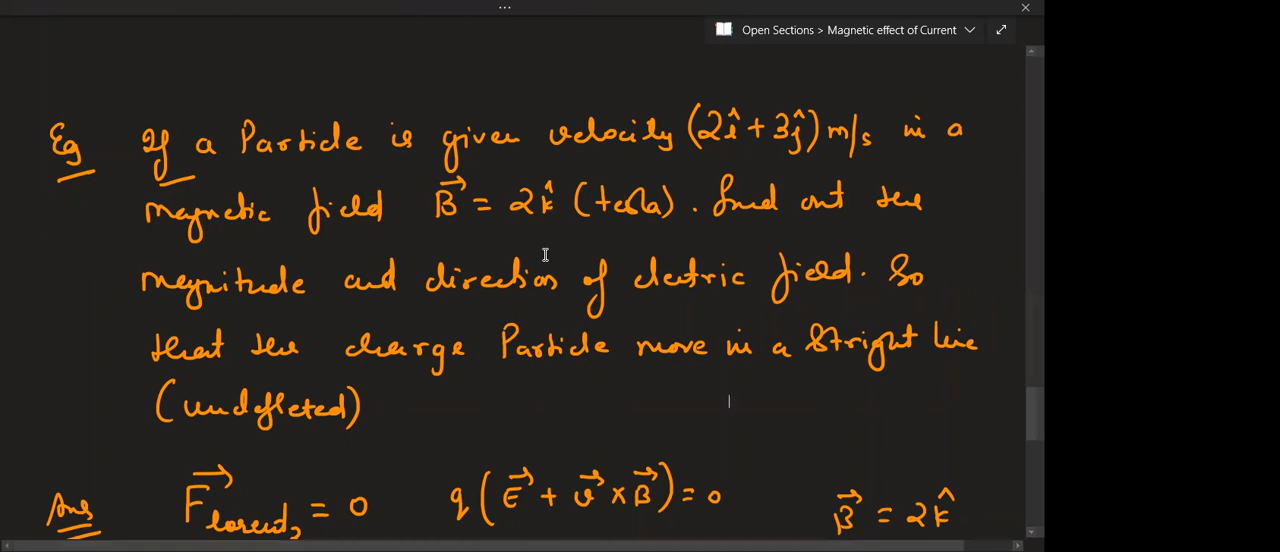 Open Sections > Magnetic effect of Current
Eg If a Particle is given velocity (2î + 3ĵ) m/s in a
magnetic field B⃗ = 2k̂ (tesla). find out the
megnitude and direction of electric field. So
that the charge Particle move in a Stright line
(undefleted)
Ans F⃗lorentz = 0 q(E⃗ + v⃗ × B⃗) = 0 B⃗ = 2k̂